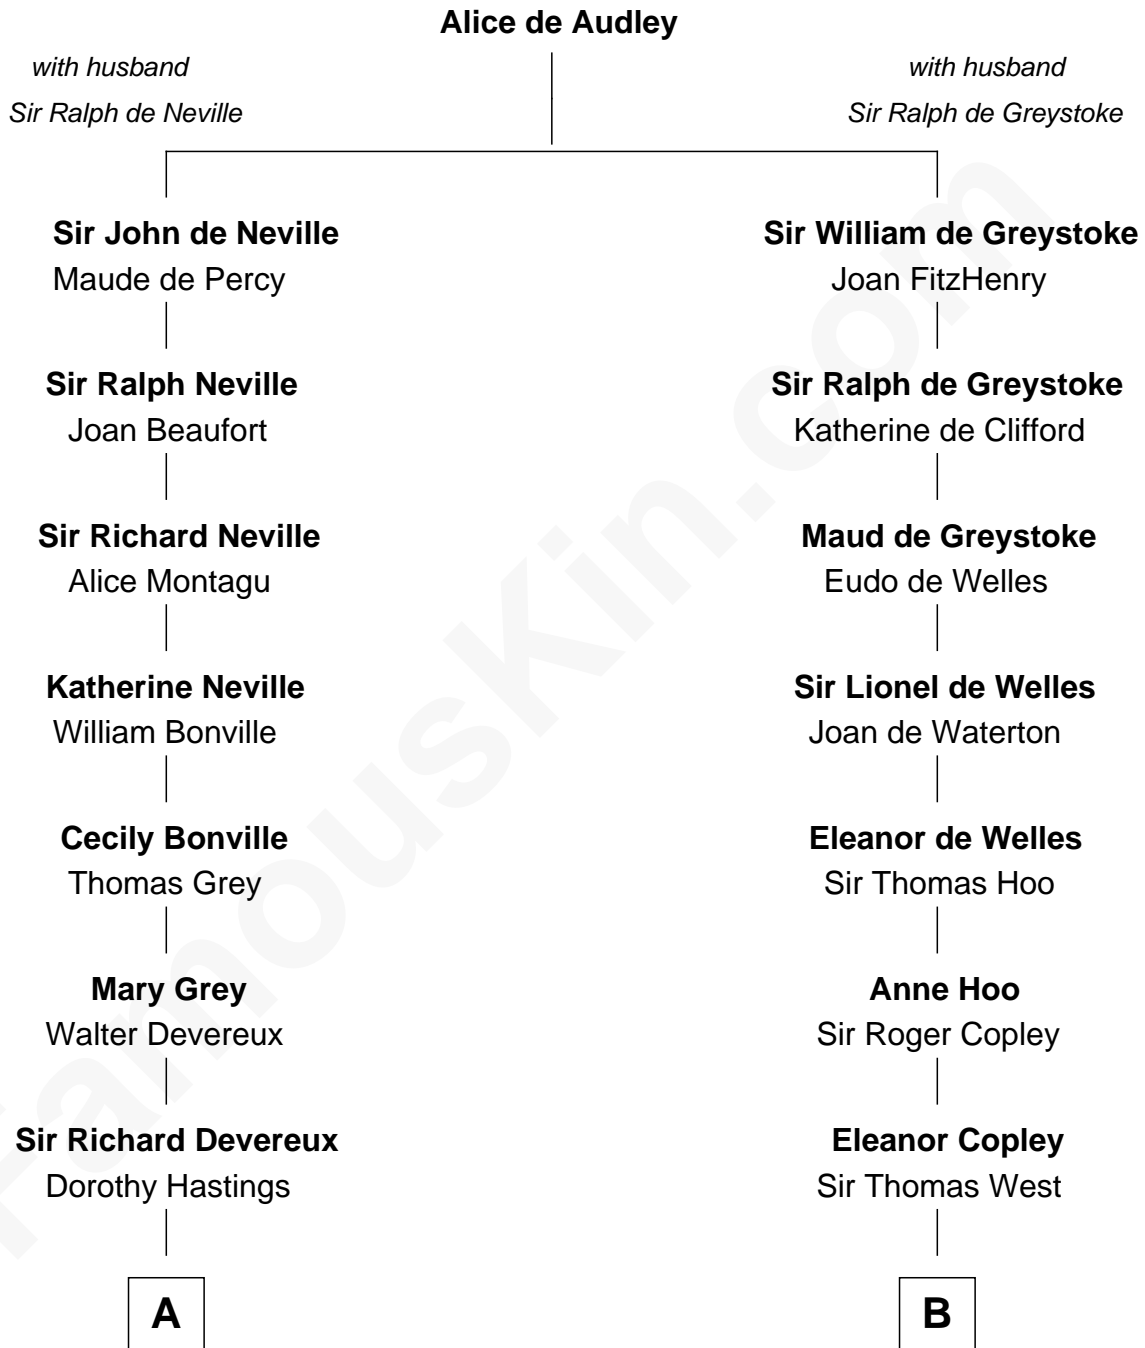 Alice de Audley
with husband
Sir Ralph de Neville
with husband
Sir Ralph de Greystoke
Sir John de Neville
Maude de Percy
Sir William de Greystoke
Joan FitzHenry
Sir Ralph Neville
Joan Beaufort
Sir Ralph de Greystoke
Katherine de Clifford
Sir Richard Neville
Alice Montagu
Maud de Greystoke
Eudo de Welles
Katherine Neville
William Bonville
Sir Lionel de Welles
Joan de Waterton
Cecily Bonville
Thomas Grey
Eleanor de Welles
Sir Thomas Hoo
Mary Grey
Walter Devereux
Anne Hoo
Sir Roger Copley
Sir Richard Devereux
Dorothy Hastings
Eleanor Copley
Sir Thomas West
A
B
FamousKin.com